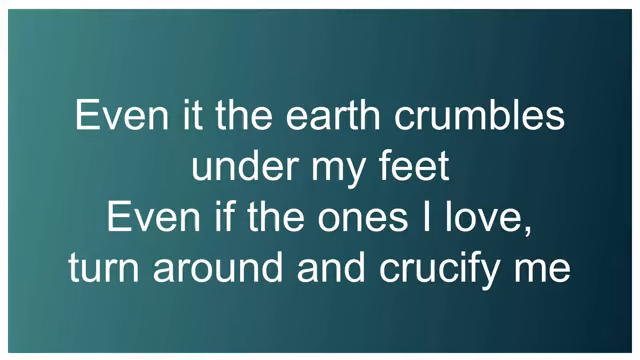 Even it the earth crumbles
under my feet
Even if the ones I love,
turn around and crucify me